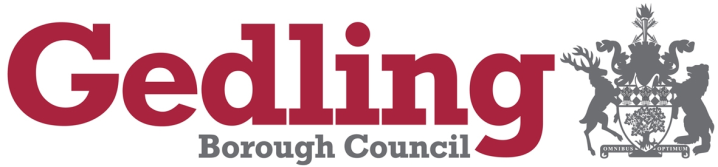 Gedling
Borough Council
OMNIBUS OPTIMUM